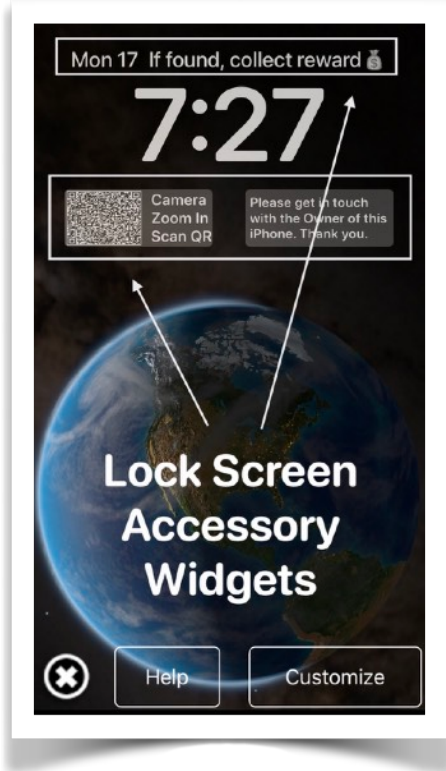 Mon 17 If found, collect reward 💰
7:27
Camera
Zoom In
Scan QR
Please get in touch
with the Owner of this
iPhone. Thank you.
Lock Screen
Accessory
Widgets
Help
Customize